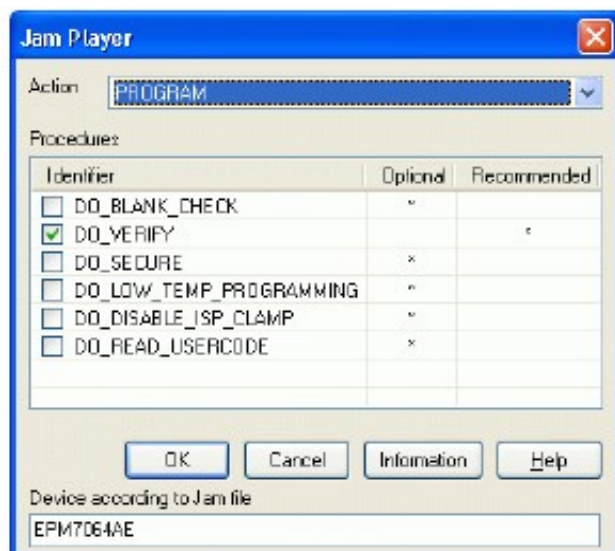 Jam Player
Action PROGRAM
Procedures
Identifier Optional Recommended
DO_BLANK_CHECK *
DO_VERIFY *
DO_SECURE *
DO_LOW_TEMP_PROGRAMMING *
DO_DISABLE_ISP_CLAMP *
DO_READ_USERCODE *
OK Cancel Information Help
Device according to Jam file
EPM7064AE